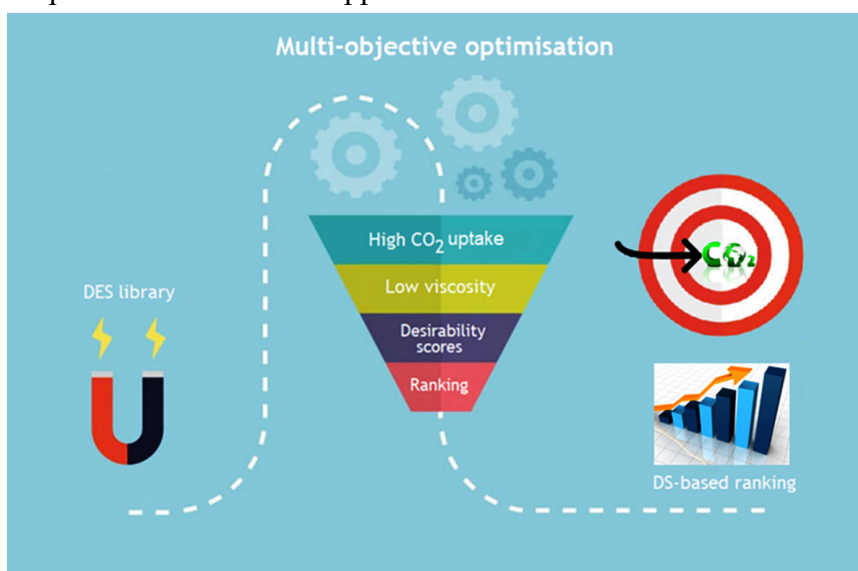 Multi-objective optimisation
High CO2 uptake
Low viscosity
Desirability
scores
Ranking
DES library
CO2
DS-based ranking